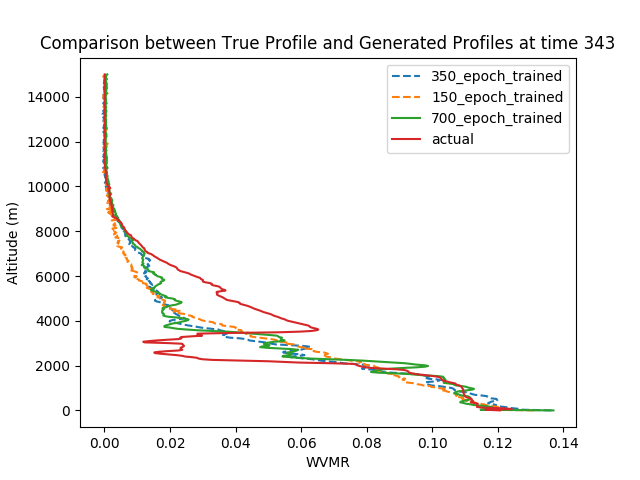 Comparison between True Profile and Generated Profiles at time 343
350_epoch_trained
150_epoch_trained
700_epoch_trained
actual
Altitude (m)
14000
12000
10000
8000
6000
4000
2000
0
0.00 0.02 0.04 0.06 0.08 0.10 0.12 0.14
WVMR